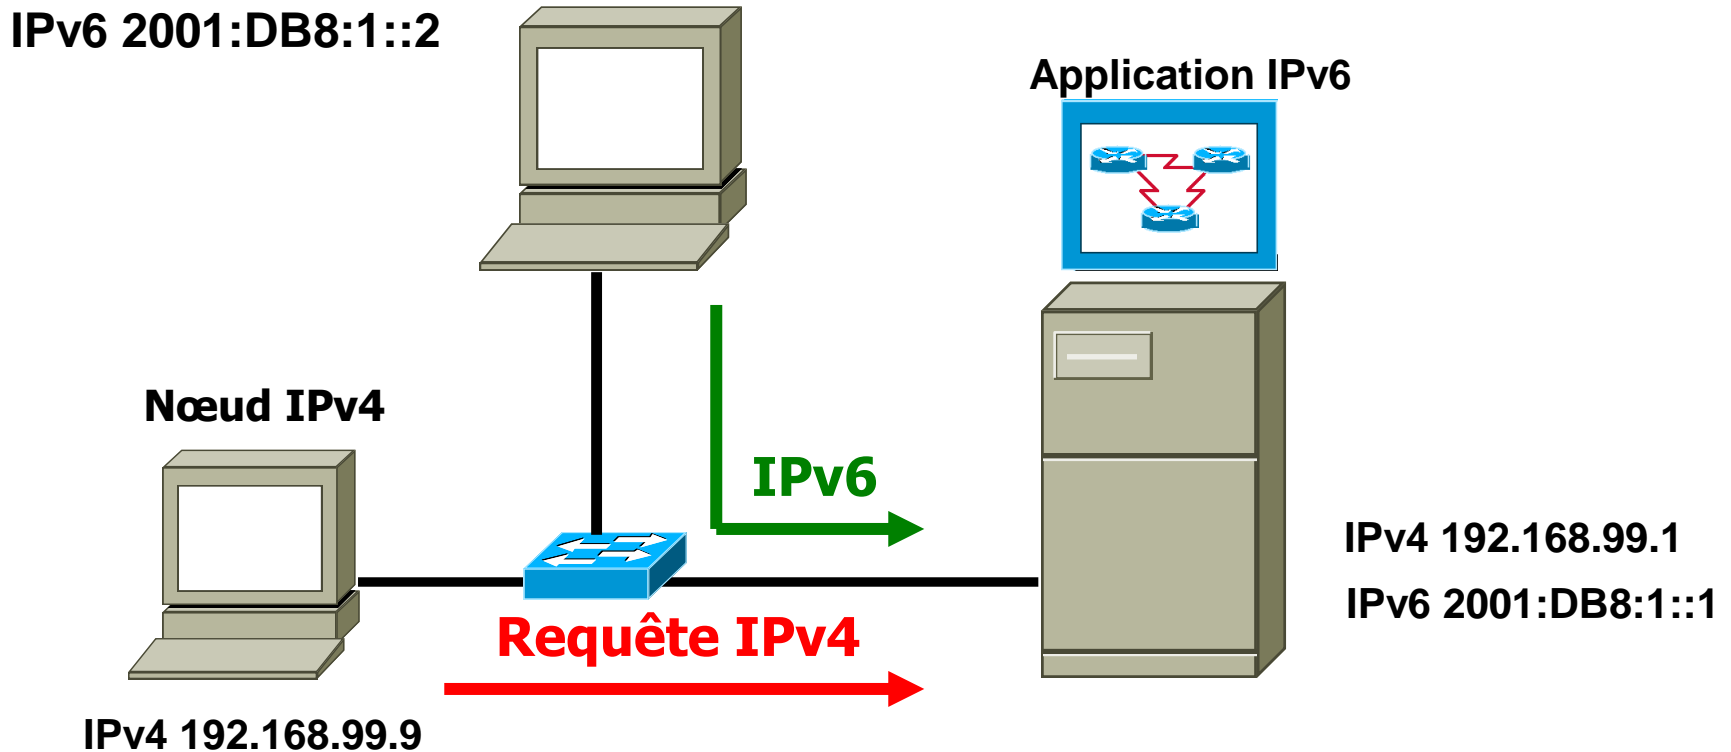 IPv6 2001:DB8:1::2
Application IPv6
Nœud IPv4
IPv6
IPv4 192.168.99.1
IPv6 2001:DB8:1::1
Requête IPv4
IPv4 192.168.99.9